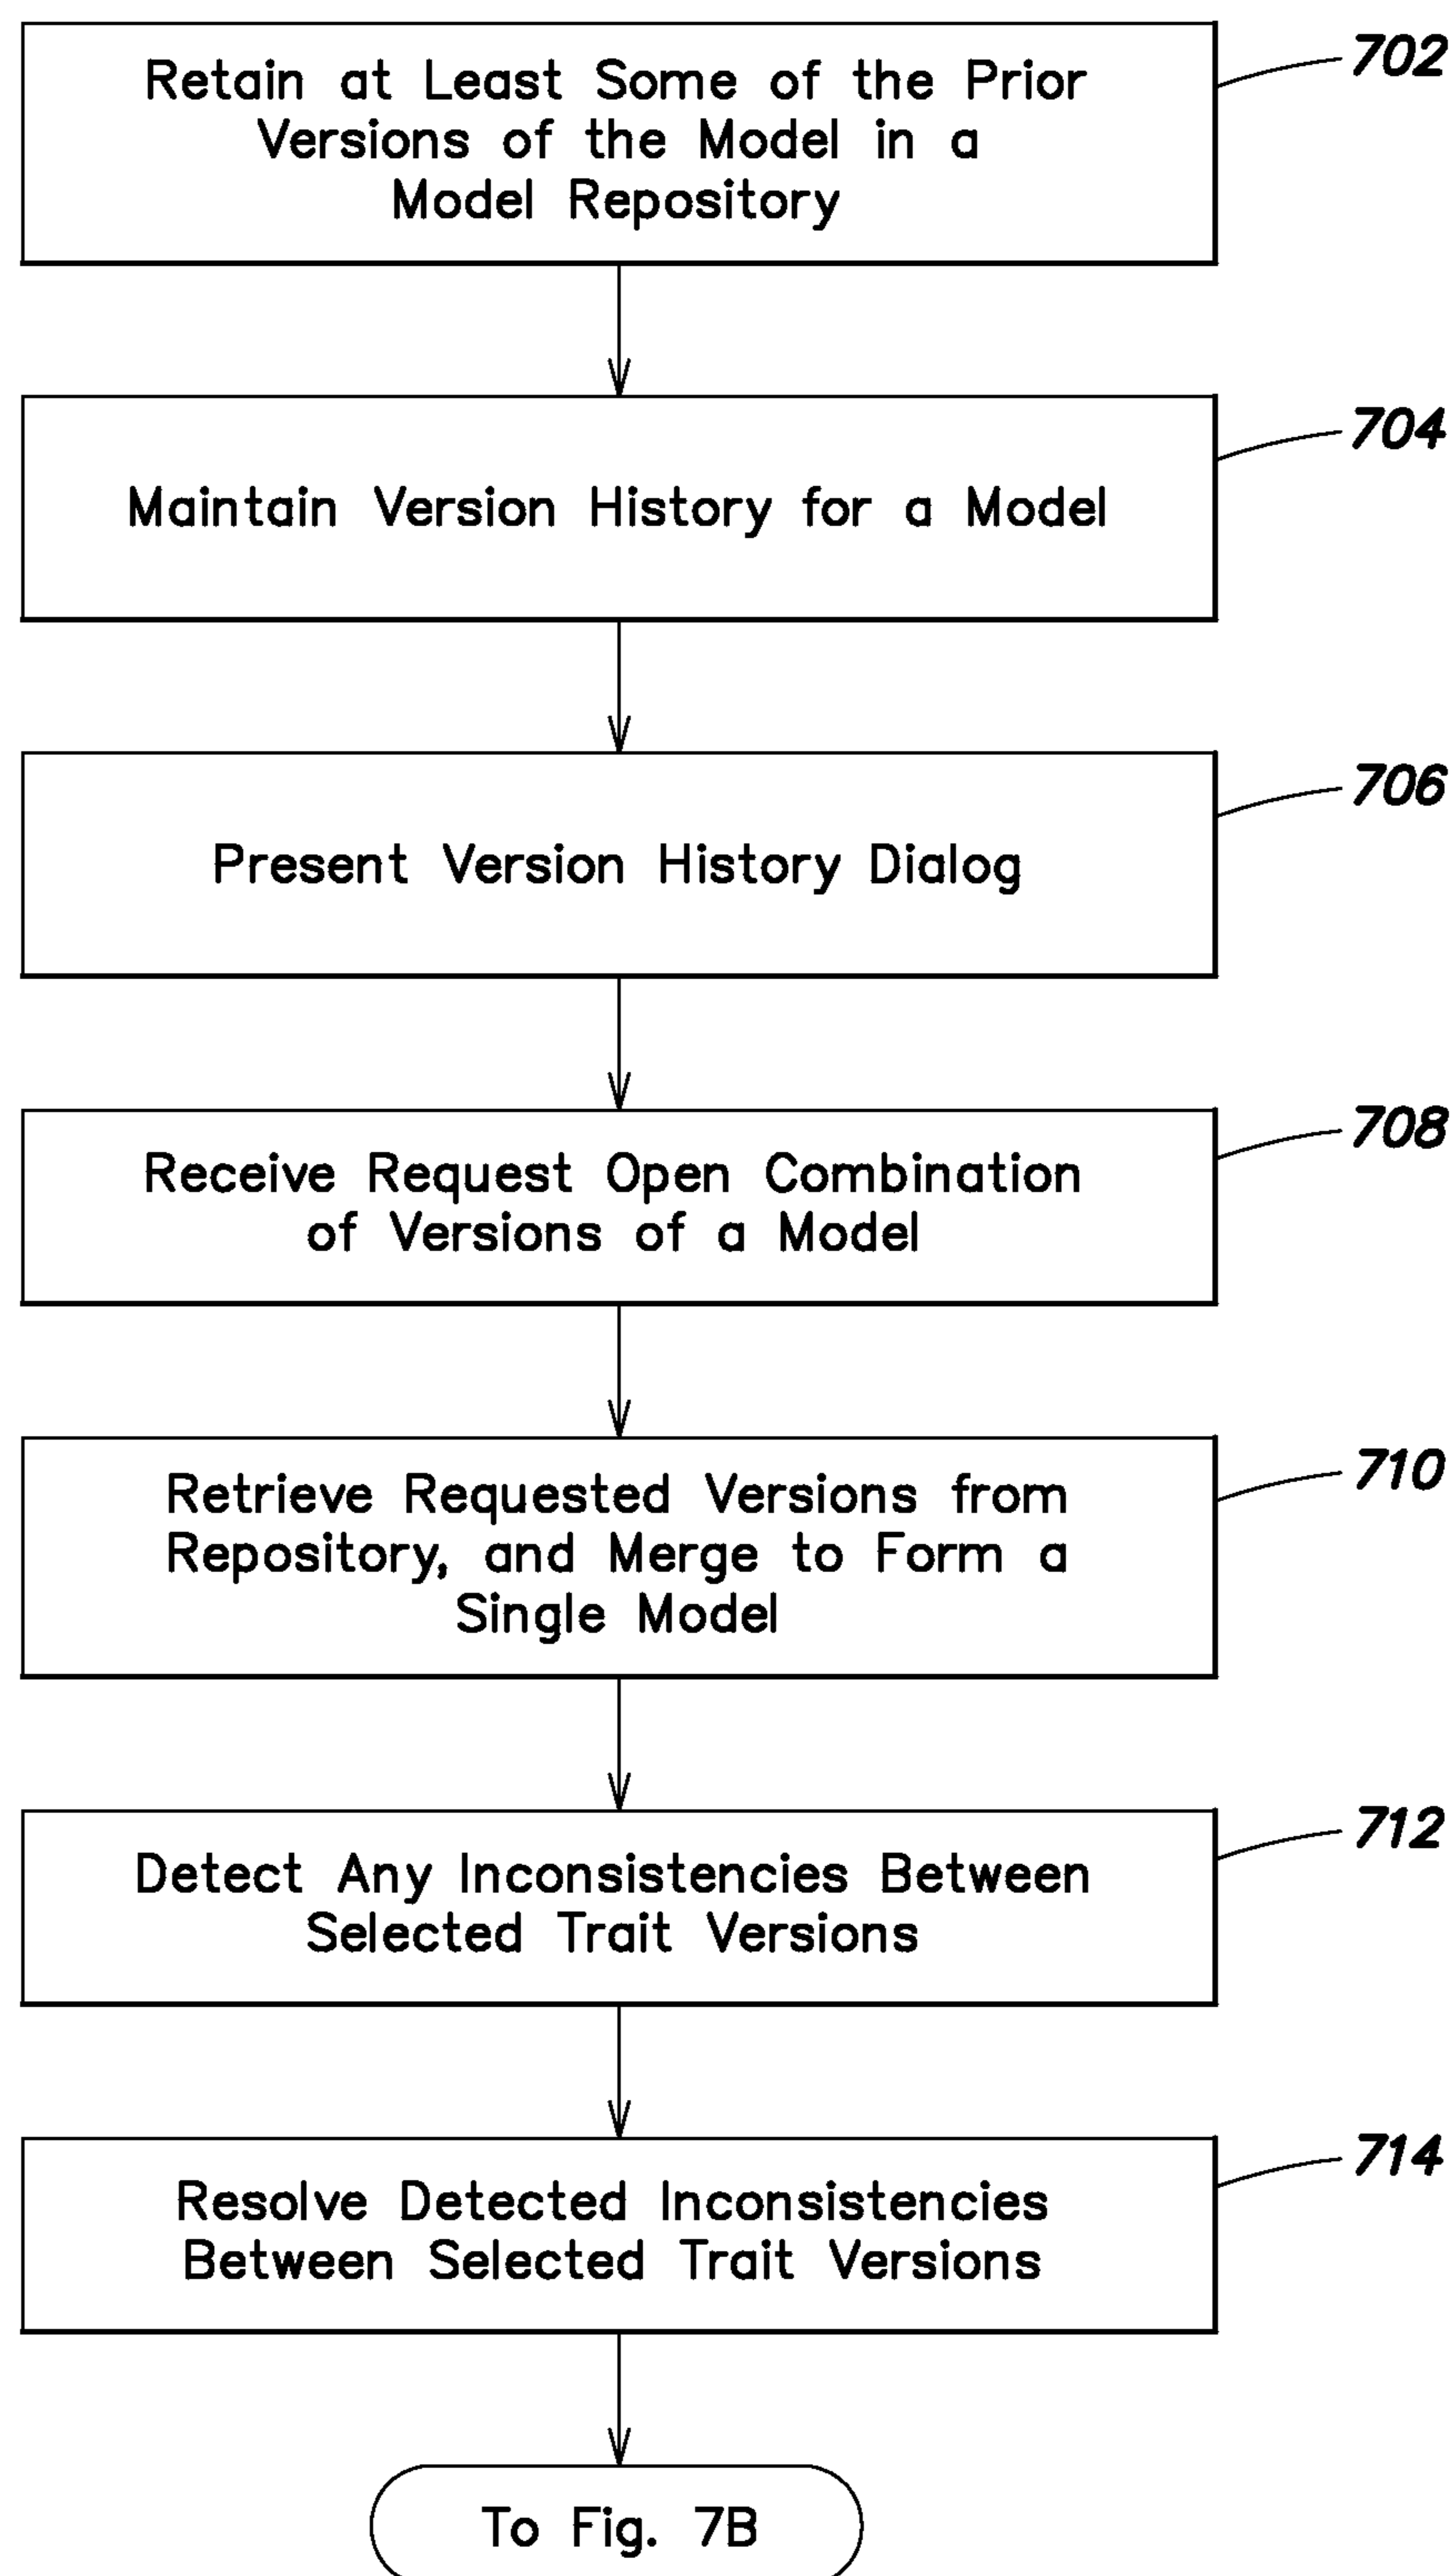 Retain at Least Some of the Prior
Versions of the Model in a
Model Repository
702
Maintain Version History for a Model
704
Present Version History Dialog
706
Receive Request Open Combination
of Versions of a Model
708
Retrieve Requested Versions from
Repository, and Merge to Form a
Single Model
710
Detect Any Inconsistencies Between
Selected Trait Versions
712
Resolve Detected Inconsistencies
Between Selected Trait Versions
714
To Fig. 7B